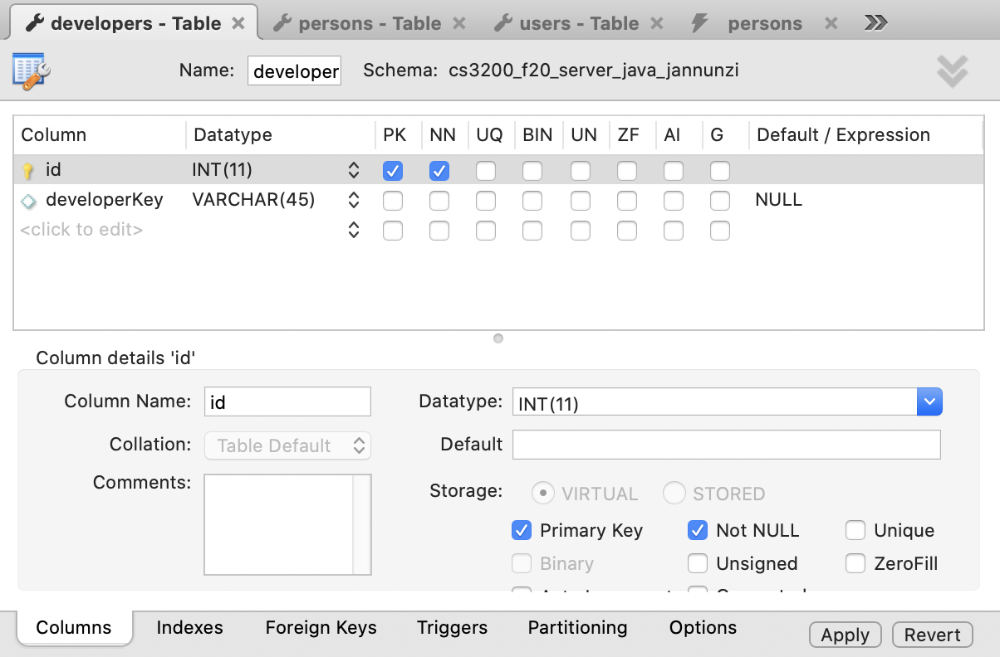 developers - Table persons - Table users - Table persons
Name: developer Schema: cs3200_f20_server_java_jannunzi
Column Datatype PK NN UQ BIN UN ZF AI G Default / Expression
id INT(11)
developerKey VARCHAR(45) NULL
<click to edit>
Column details 'id'
Column Name: id Datatype: INT(11)
Collation: Table Default Default
Comments: Storage: VIRTUAL STORED
Primary Key Not NULL Unique
Binary Unsigned ZeroFill
Columns Indexes Foreign Keys Triggers Partitioning Options Apply Revert